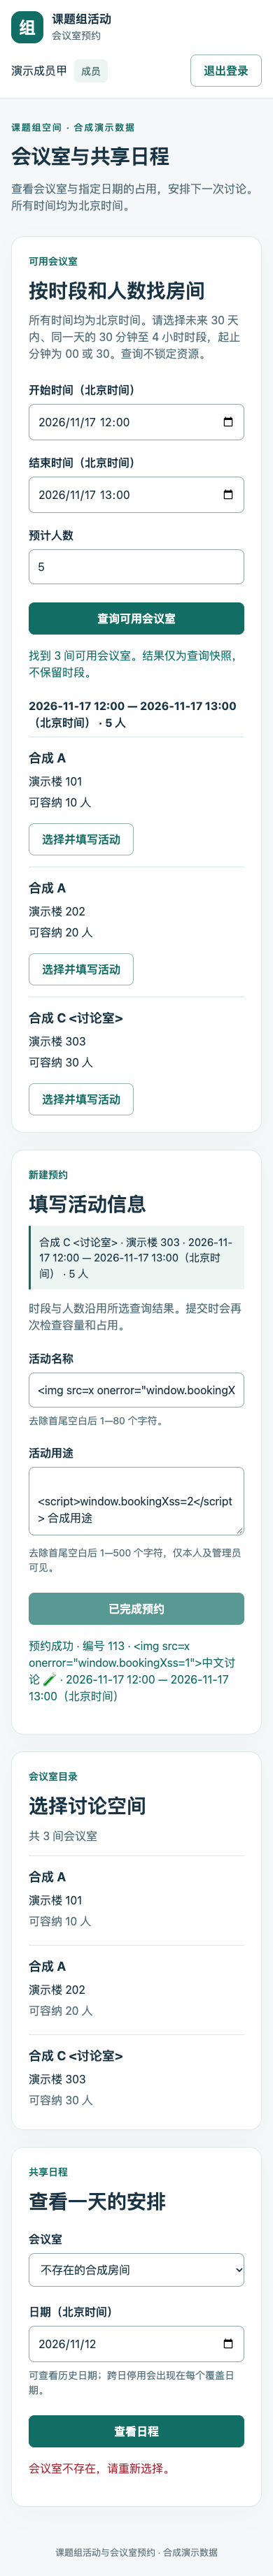 组
课题组活动
会议室预约
演示成员甲
成员
退出登录
课题组空间 · 合成演示数据
会议室与共享日程
查看会议室与指定日期的占用，安排下一次讨论。
所有时间均为北京时间。
可用会议室
按时段和人数找房间
所有时间均为北京时间。请选择未来 30 天
内、同一天的 30 分钟至 4 小时时段，起止
分钟为 00 或 30。查询不锁定资源。
开始时间（北京时间）
2026/11/17 12:00
结束时间（北京时间）
2026/11/17 13:00
预计人数
5
查询可用会议室
找到 3 间可用会议室。结果仅为查询快照，
不保留时段。
2026-11-17 12:00 — 2026-11-17 13:00
（北京时间） · 5 人
合成 A
演示楼 101
可容纳 10 人
选择并填写活动
合成 A
演示楼 202
可容纳 20 人
选择并填写活动
合成 C <讨论室>
演示楼 303
可容纳 30 人
选择并填写活动
新建预约
填写活动信息
合成 C <讨论室> · 演示楼 303 · 2026-11-
17 12:00 — 2026-11-17 13:00（北京时
间） · 5 人
时段与人数沿用所选查询结果。提交时会再
次检查容量和占用。
活动名称
<img src=x onerror="window.bookingX
去除首尾空白后 1—80 个字符。
活动用途
<script>window.bookingXss=2</script
> 合成用途
去除首尾空白后 1—500 个字符，仅本人及管理员
可见。
已完成预约
预约成功 · 编号 113 · <img src=x
onerror="window.bookingXss=1">中文讨
论 🧪 · 2026-11-17 12:00 — 2026-11-17
13:00（北京时间）
会议室目录
选择讨论空间
共 3 间会议室
合成 A
演示楼 101
可容纳 10 人
合成 A
演示楼 202
可容纳 20 人
合成 C <讨论室>
演示楼 303
可容纳 30 人
共享日程
查看一天的安排
会议室
不存在的合成房间
日期（北京时间）
2026/11/12
可查看历史日期；跨日停用会出现在每个覆盖日
期。
查看日程
会议室不存在，请重新选择。
课题组活动与会议室预约 · 合成演示数据